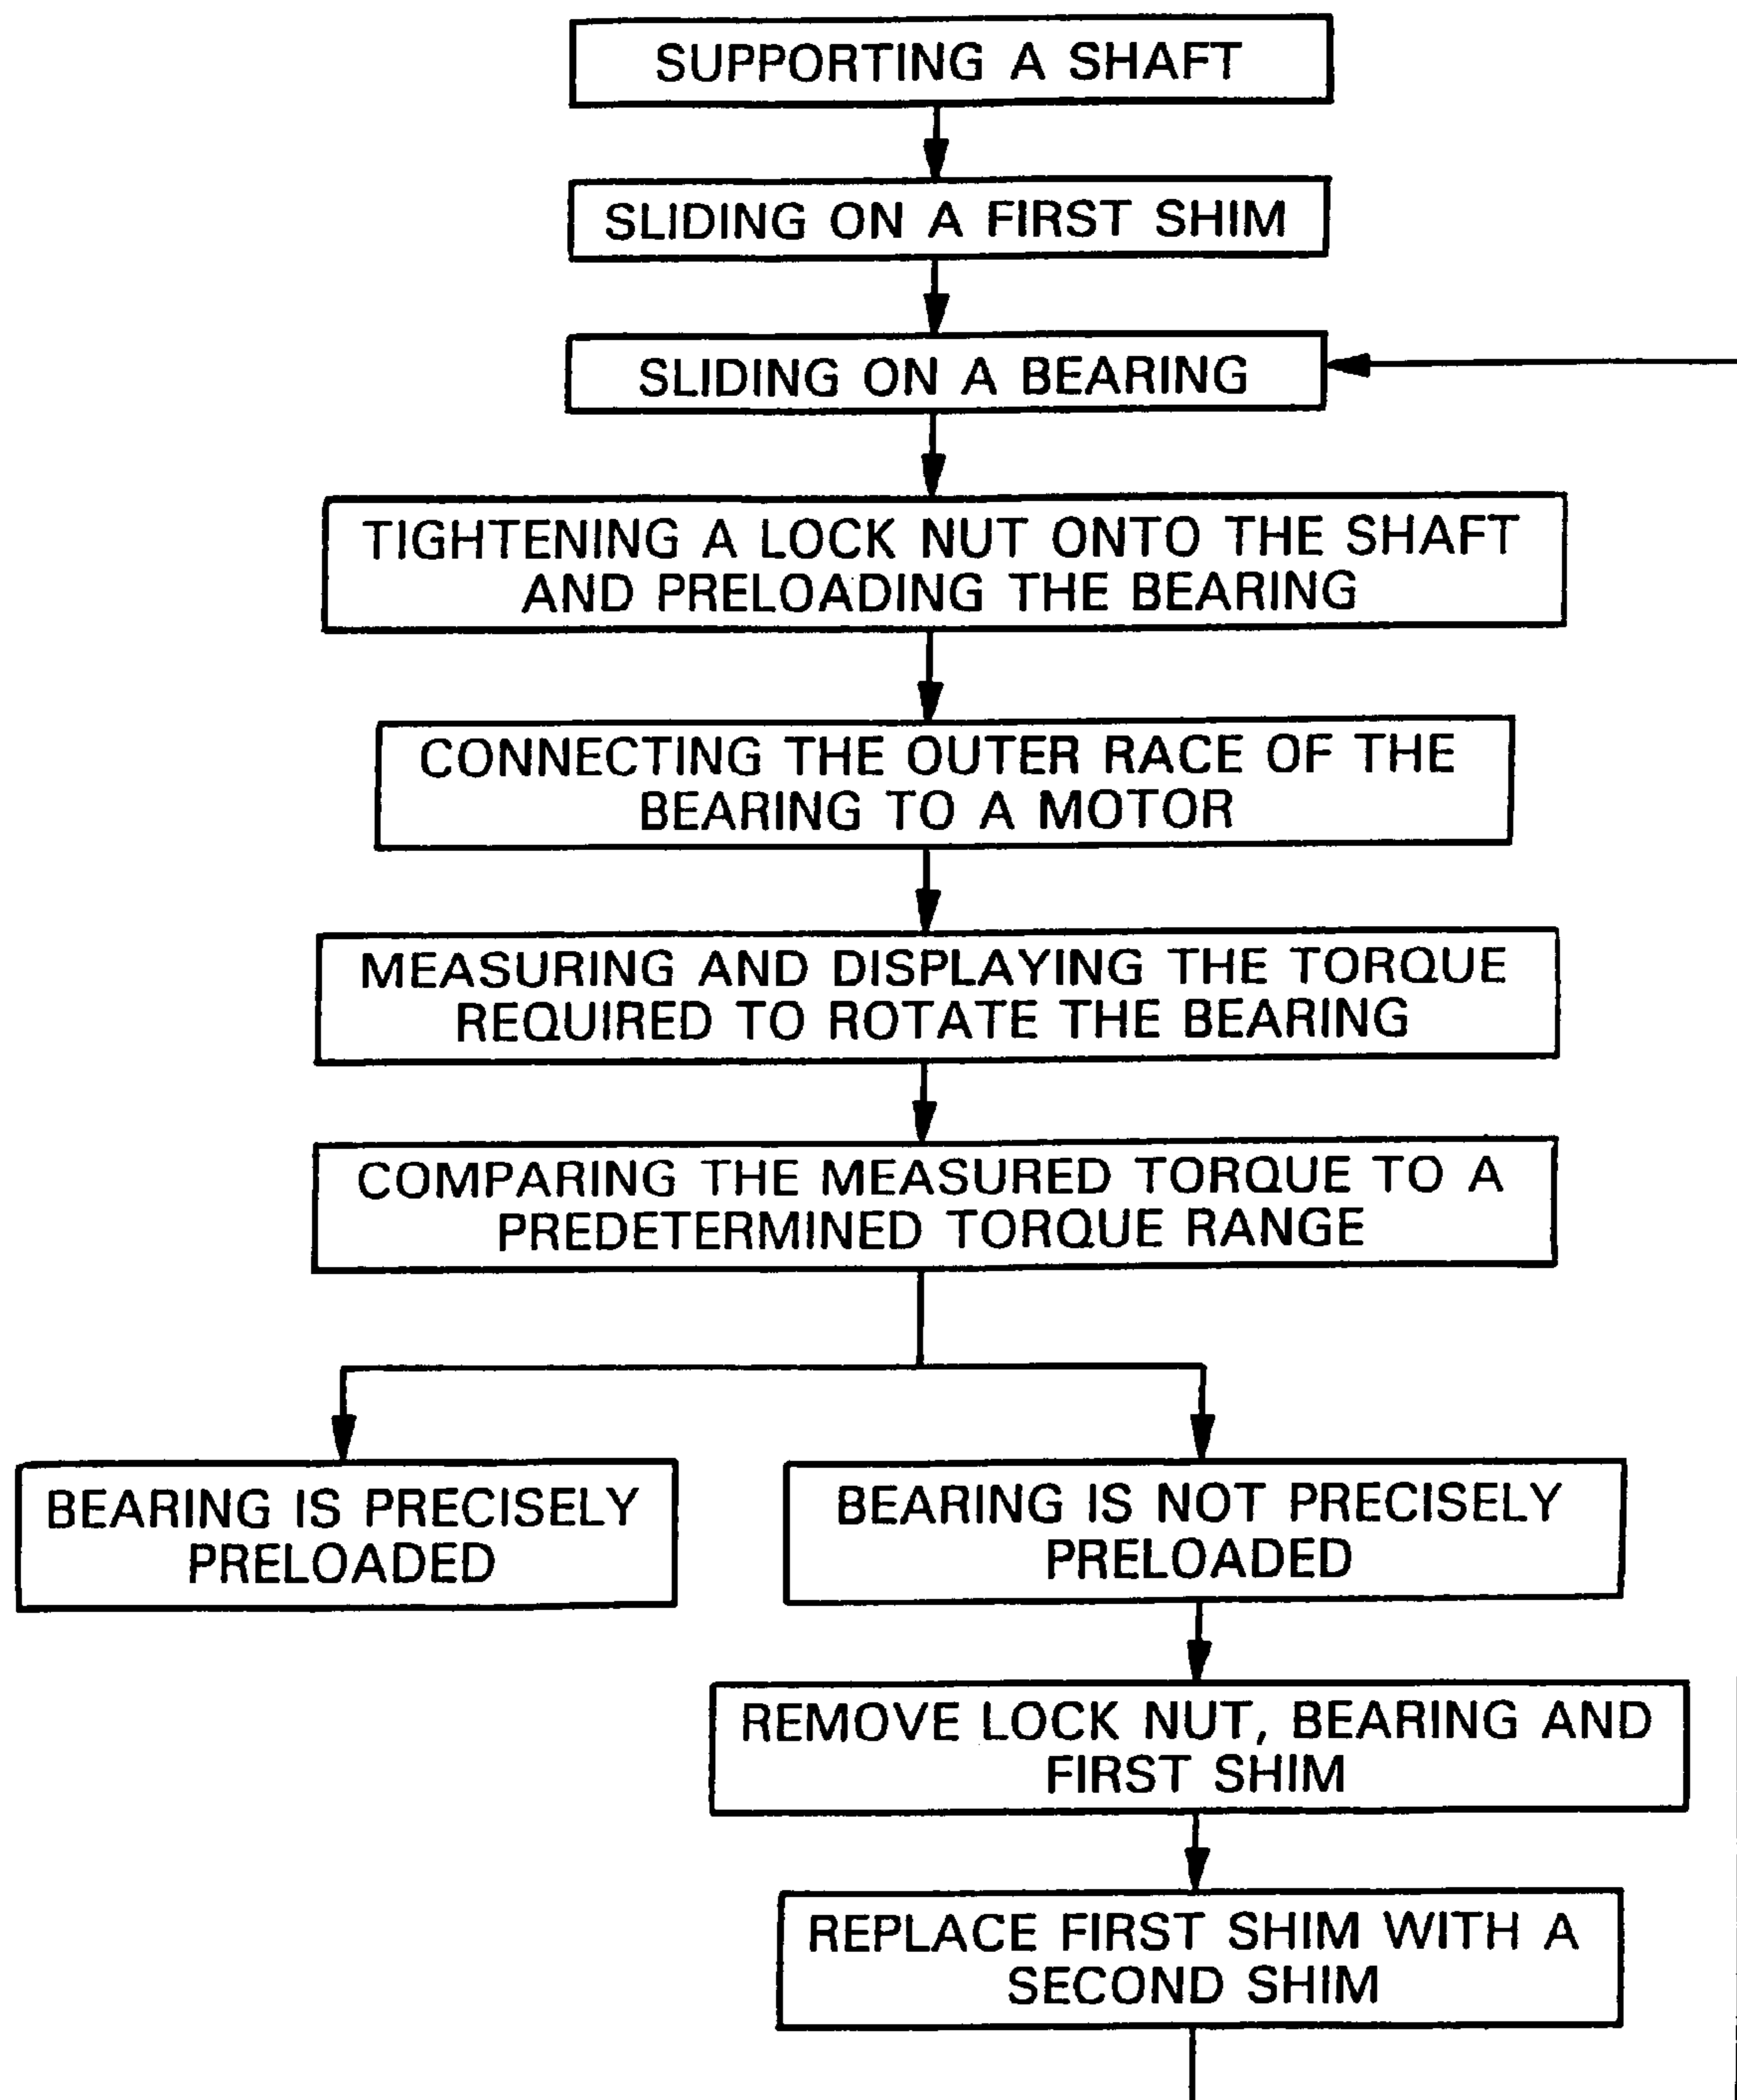 SUPPORTING A SHAFT
SLIDING ON A FIRST SHIM
SLIDING ON A BEARING
TIGHTENING A LOCK NUT ONTO THE SHAFT
AND PRELOADING THE BEARING
CONNECTING THE OUTER RACE OF THE
BEARING TO A MOTOR
MEASURING AND DISPLAYING THE TORQUE
REQUIRED TO ROTATE THE BEARING
COMPARING THE MEASURED TORQUE TO A
PREDETERMINED TORQUE RANGE
BEARING IS PRECISELY
PRELOADED
BEARING IS NOT PRECISELY
PRELOADED
REMOVE LOCK NUT, BEARING AND
FIRST SHIM
REPLACE FIRST SHIM WITH A
SECOND SHIM